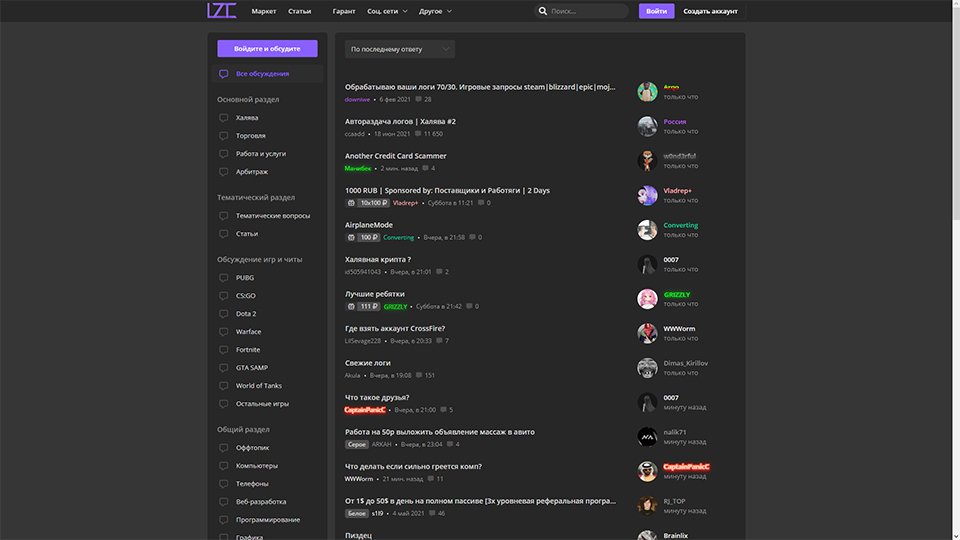 LZT Маркет Статьи Гарант Соц. сети Другое Поиск... Войти Создать аккаунт
Войдите и обсудите
Все обсуждения
Основной раздел
Халява
Торговля
Работа и услуги
Арбитраж
Тематический раздел
Тематические вопросы
Статьи
Обсуждение игр и читы
PUBG
CS:GO
Dota 2
Warface
Fortnite
GTA SAMP
World of Tanks
Остальные игры
Общий раздел
Оффтопик
Компьютеры
Телефоны
Веб-разработка
Программирование
Графика
По последнему ответу
Обрабатываю ваши логи 70/30. Игровые запросы steam|blizzard|epic|moj...
downiwe • 6 фев 2021 28
только что
Автораздача логов | Халява #2
ccaadd • 18 июн 2021 11 650
Россия
только что
Another Credit Card Scammer
Манибэк • 2 мин. назад 4
w0nd3rful
только что
1000 RUB | Sponsored by: Поставщики и Работяги | 2 Days
10x100 ₽ Vladrep+ • Суббота в 11:21 0
Vladrep+
только что
AirplaneMode
100 ₽ Converting • Вчера, в 21:58 0
Converting
только что
Халявная крипта ?
id505941043 • Вчера, в 21:01 2
0007
только что
Лучшие ребятки
111 ₽ GRIZZLY • Суббота в 21:42 0
GRIZZLY
только что
Где взять аккаунт CrossFire?
LilSevage228 • Вчера, в 20:33 7
WWWorm
только что
Свежие логи
Akula • Вчера, в 19:08 151
Dimas_Kirillov
только что
Что такое друзья?
CaptainPanicC • Вчера, в 21:00 5
0007
минуту назад
Работа на 50р выложить объявление массаж в авито
Серое ARKAH • Вчера, в 23:04 4
nalik71
минуту назад
Что делать если сильно греется комп?
WWWorm • 21 мин. назад 11
CaptainPanicC
минуту назад
От 1$ до 50$ в день на полном пассиве [3х уровневая реферальная програ...
Белое s1l9 • 4 май 2021 46
RJ_TOP
минуту назад
Пиздец
Brainlix